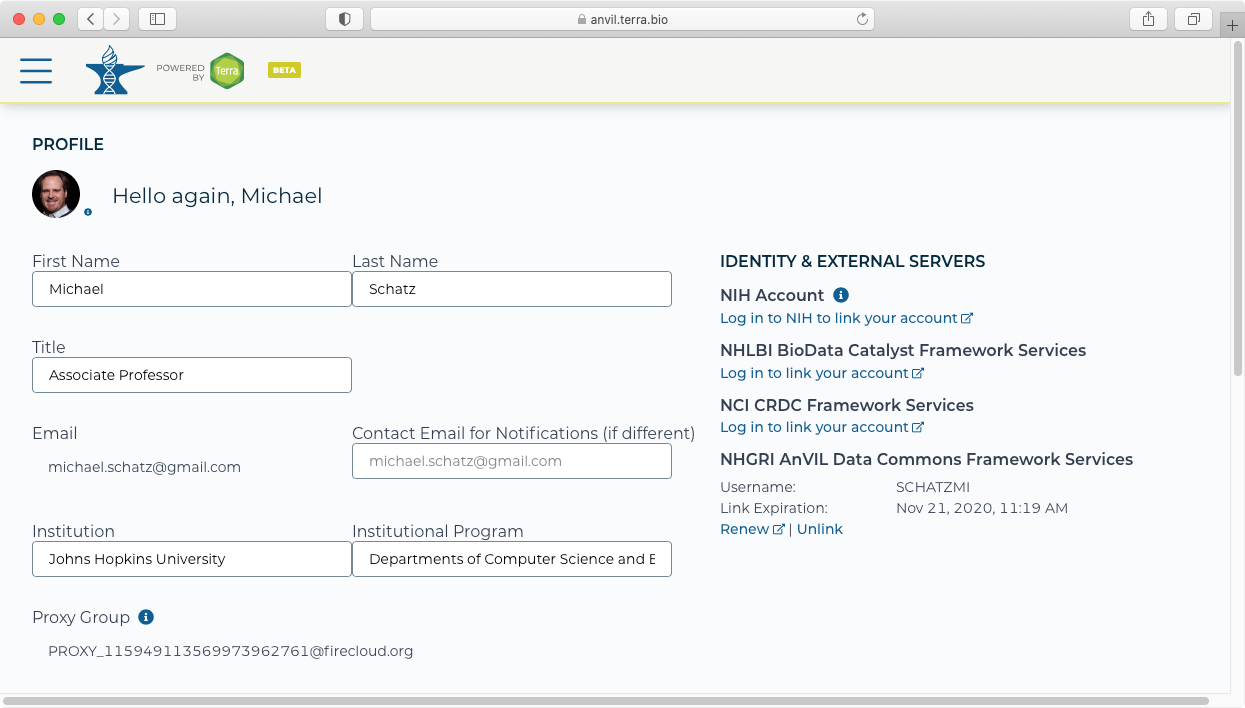 anvil.terra.bio
POWERED
BY
Terra
BETA
PROFILE
Hello again, Michael
First Name
Last Name
Michael
Schatz
Title
Associate Professor
Email
Contact Email for Notifications (if different)
michael.schatz@gmail.com
michael.schatz@gmail.com
Institution
Institutional Program
Johns Hopkins University
Departments of Computer Science and
Proxy Group
PROXY_115949113569973962761@firecloud.org
IDENTITY & EXTERNAL SERVERS
NIH Account
Log in to NIH to link your account
NHLBI BioData Catalyst Framework Services
Log in to link your account
NCI CRDC Framework Services
Log in to link your account
NHGRI AnVIL Data Commons Framework Services
Username: SCHATZMI
Link Expiration: Nov 21, 2020, 11:19 AM
Renew | Unlink